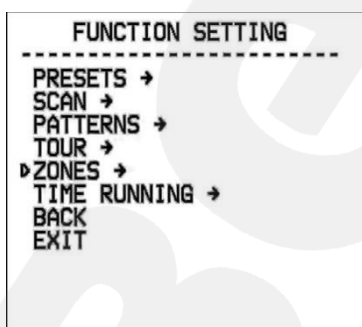 FUNCTION SETTING
------------------------
PRESETS →
SCAN →
PATTERNS →
TOUR →
▷ZONES →
TIME RUNNING →
BACK
EXIT